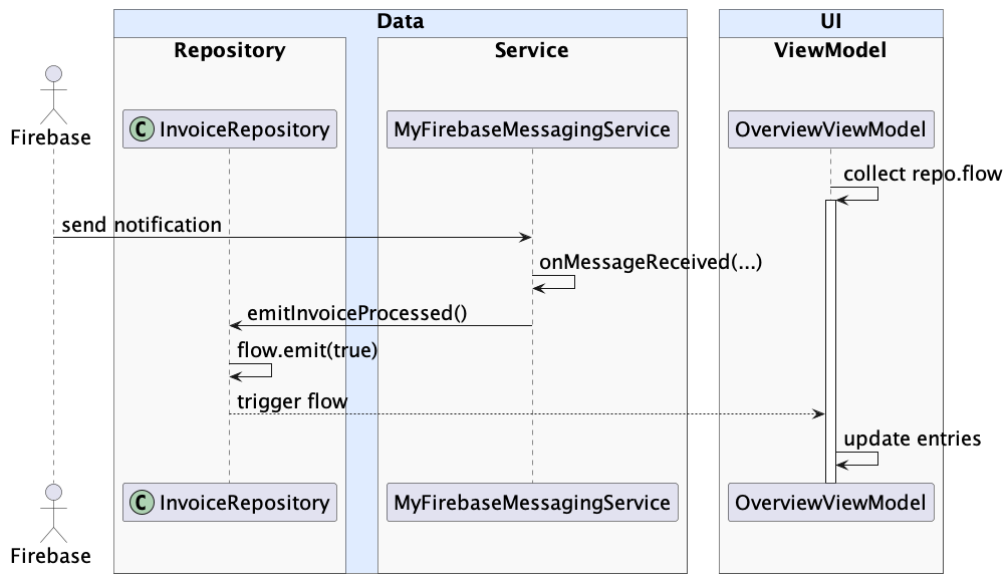 Data
UI
Repository
Service
ViewModel
Firebase
C InvoiceRepository
MyFirebaseMessagingService
OverviewViewModel
collect repo.flow
send notification
onMessageReceived(...)
emitInvoiceProcessed()
flow.emit(true)
trigger flow
update entries
Firebase
C InvoiceRepository
MyFirebaseMessagingService
OverviewViewModel